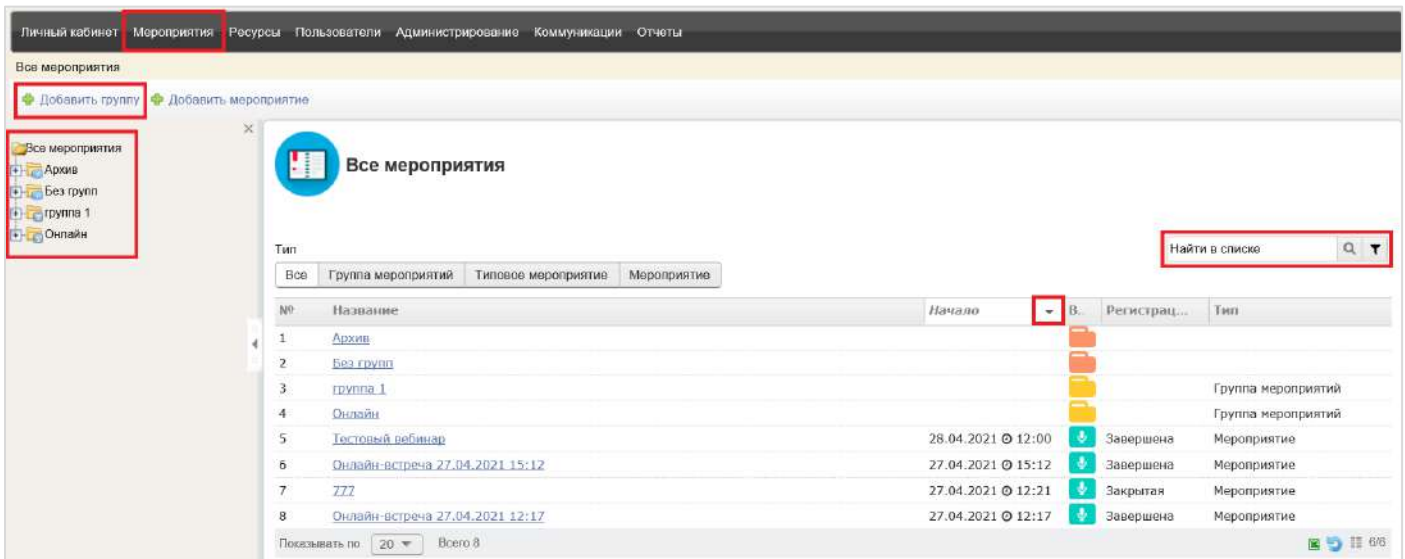 Личный кабинет Мероприятия Ресурсы Пользователи Администрирование Коммуникации Отчеты
Все мероприятия
Добавить группу Добавить мероприятие
Все мероприятия
Архив
Без групп
группа 1
Онлайн
Все мероприятия
Тип
Найти в списке
Все Группа мероприятий Типовое мероприятие Мероприятие
№ Название Начало В... Регистрац... Тип
1 Архив
2 Без групп
3 группа 1 Группа мероприятий
4 Онлайн Группа мероприятий
5 Тестовый вебинар 28.04.2021 12:00 Завершена Мероприятие
6 Онлайн-встреча 27.04.2021 15:12 27.04.2021 15:12 Завершена Мероприятие
7 777 27.04.2021 12:21 Закрытая Мероприятие
8 Онлайн-встреча 27.04.2021 12:17 27.04.2021 12:17 Завершена Мероприятие
Показывать по 20 Всего 8 6/6